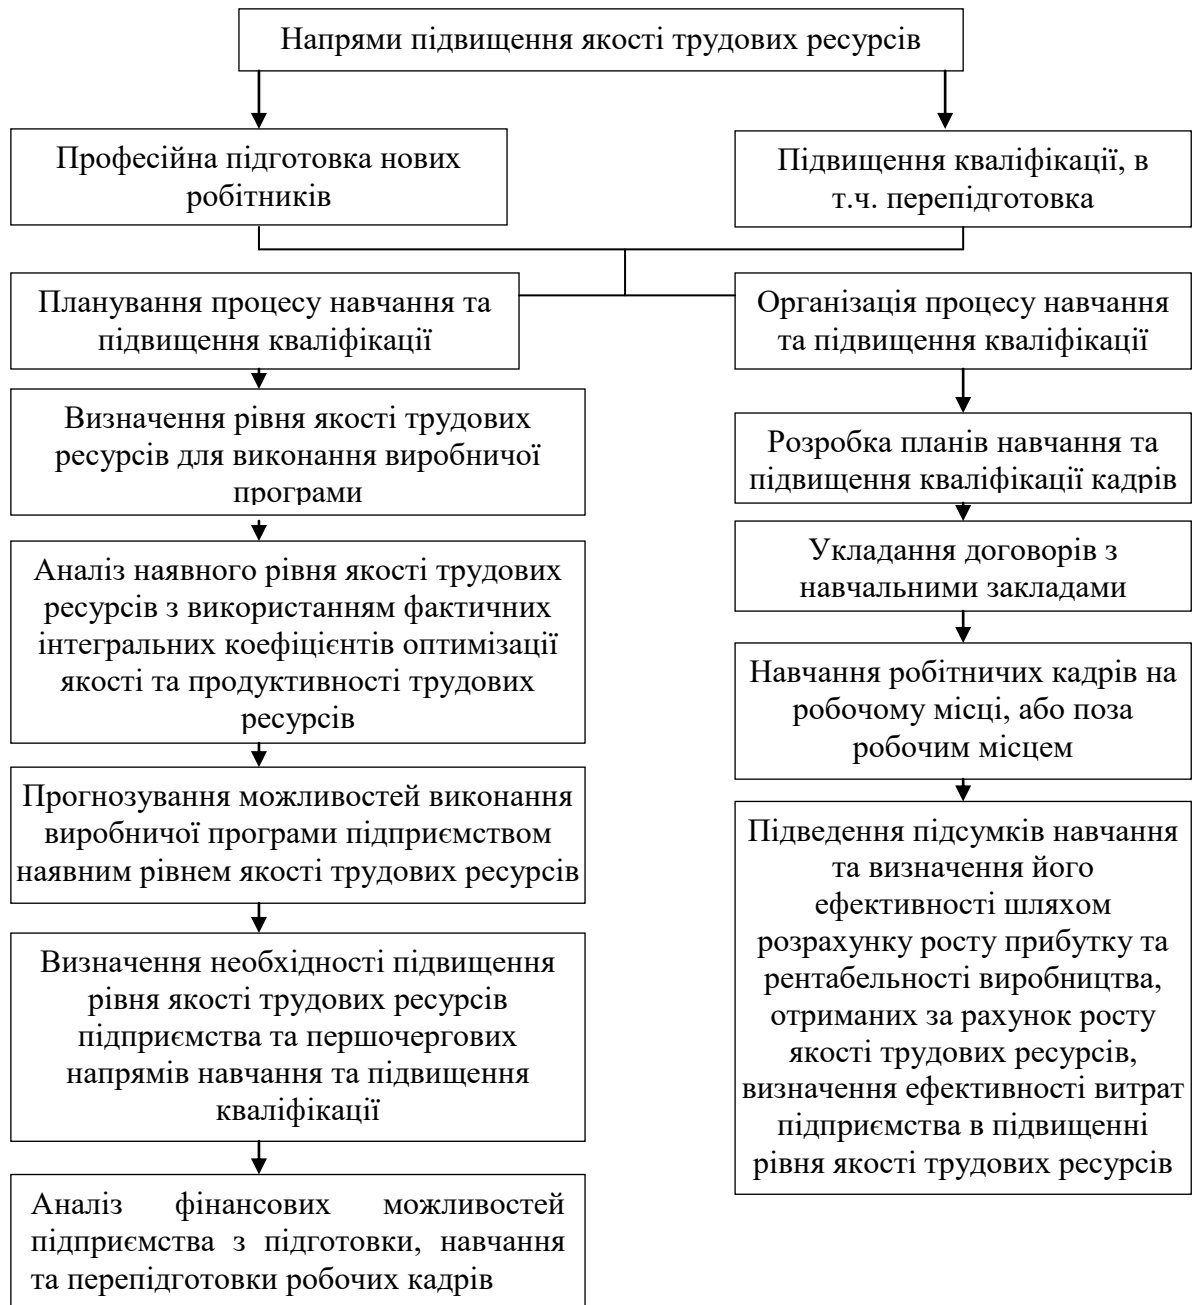 Напрями підвищення якості трудових ресурсів
Професійна підготовка нових
робітників
Підвищення кваліфікації, в
т.ч. перепідготовка
Планування процесу навчання та
підвищення кваліфікації
Організація процесу навчання
та підвищення кваліфікації
Визначення рівня якості трудових
ресурсів для виконання виробничої
програми
Аналіз наявного рівня якості трудових
ресурсів з використанням фактичних
інтегральних коефіцієнтів оптимізації
якості та продуктивності трудових
ресурсів
Прогнозування можливостей виконання
виробничої програми підприємством
наявним рівнем якості трудових ресурсів
Визначення необхідності підвищення
рівня якості трудових ресурсів
підприємства та першочергових
напрямів навчання та підвищення
кваліфікації
Аналіз фінансових можливостей
підприємства з підготовки, навчання
та перепідготовки робочих кадрів
Розробка планів навчання та
підвищення кваліфікації кадрів
Укладання договорів з
навчальними закладами
Навчання робітничих кадрів на
робочому місці, або поза
робочим місцем
Підведення підсумків навчання
та визначення його
ефективності шляхом
розрахунку росту прибутку та
рентабельності виробництва,
отриманих за рахунок росту
якості трудових ресурсів,
визначення ефективності витрат
підприємства в підвищенні
рівня якості трудових ресурсів